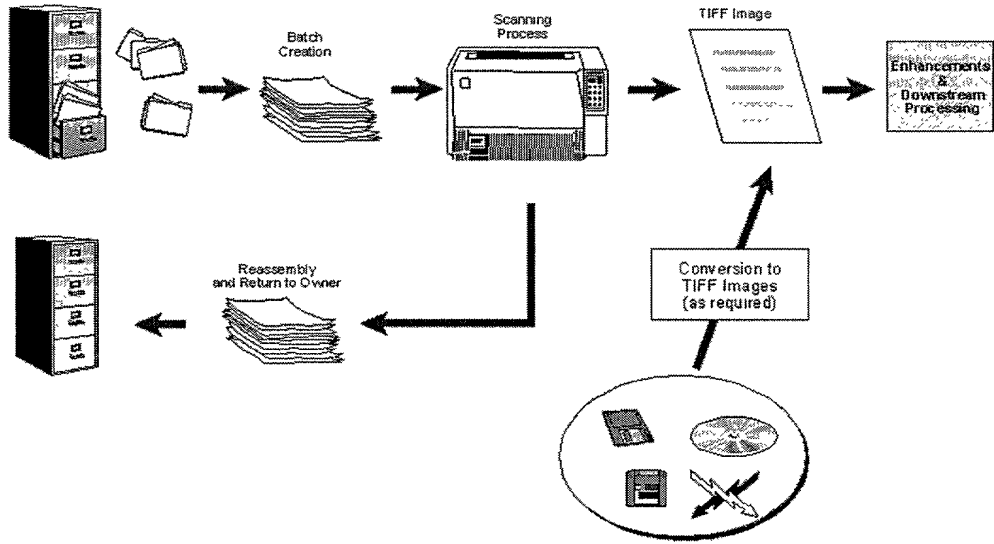 Batch
Creation
Scanning
Process
TIFF Image
Enhancements
&
Downstream
Processing
Reassembly
and Return to Owner
Conversion to
TIFF Images
(as required)